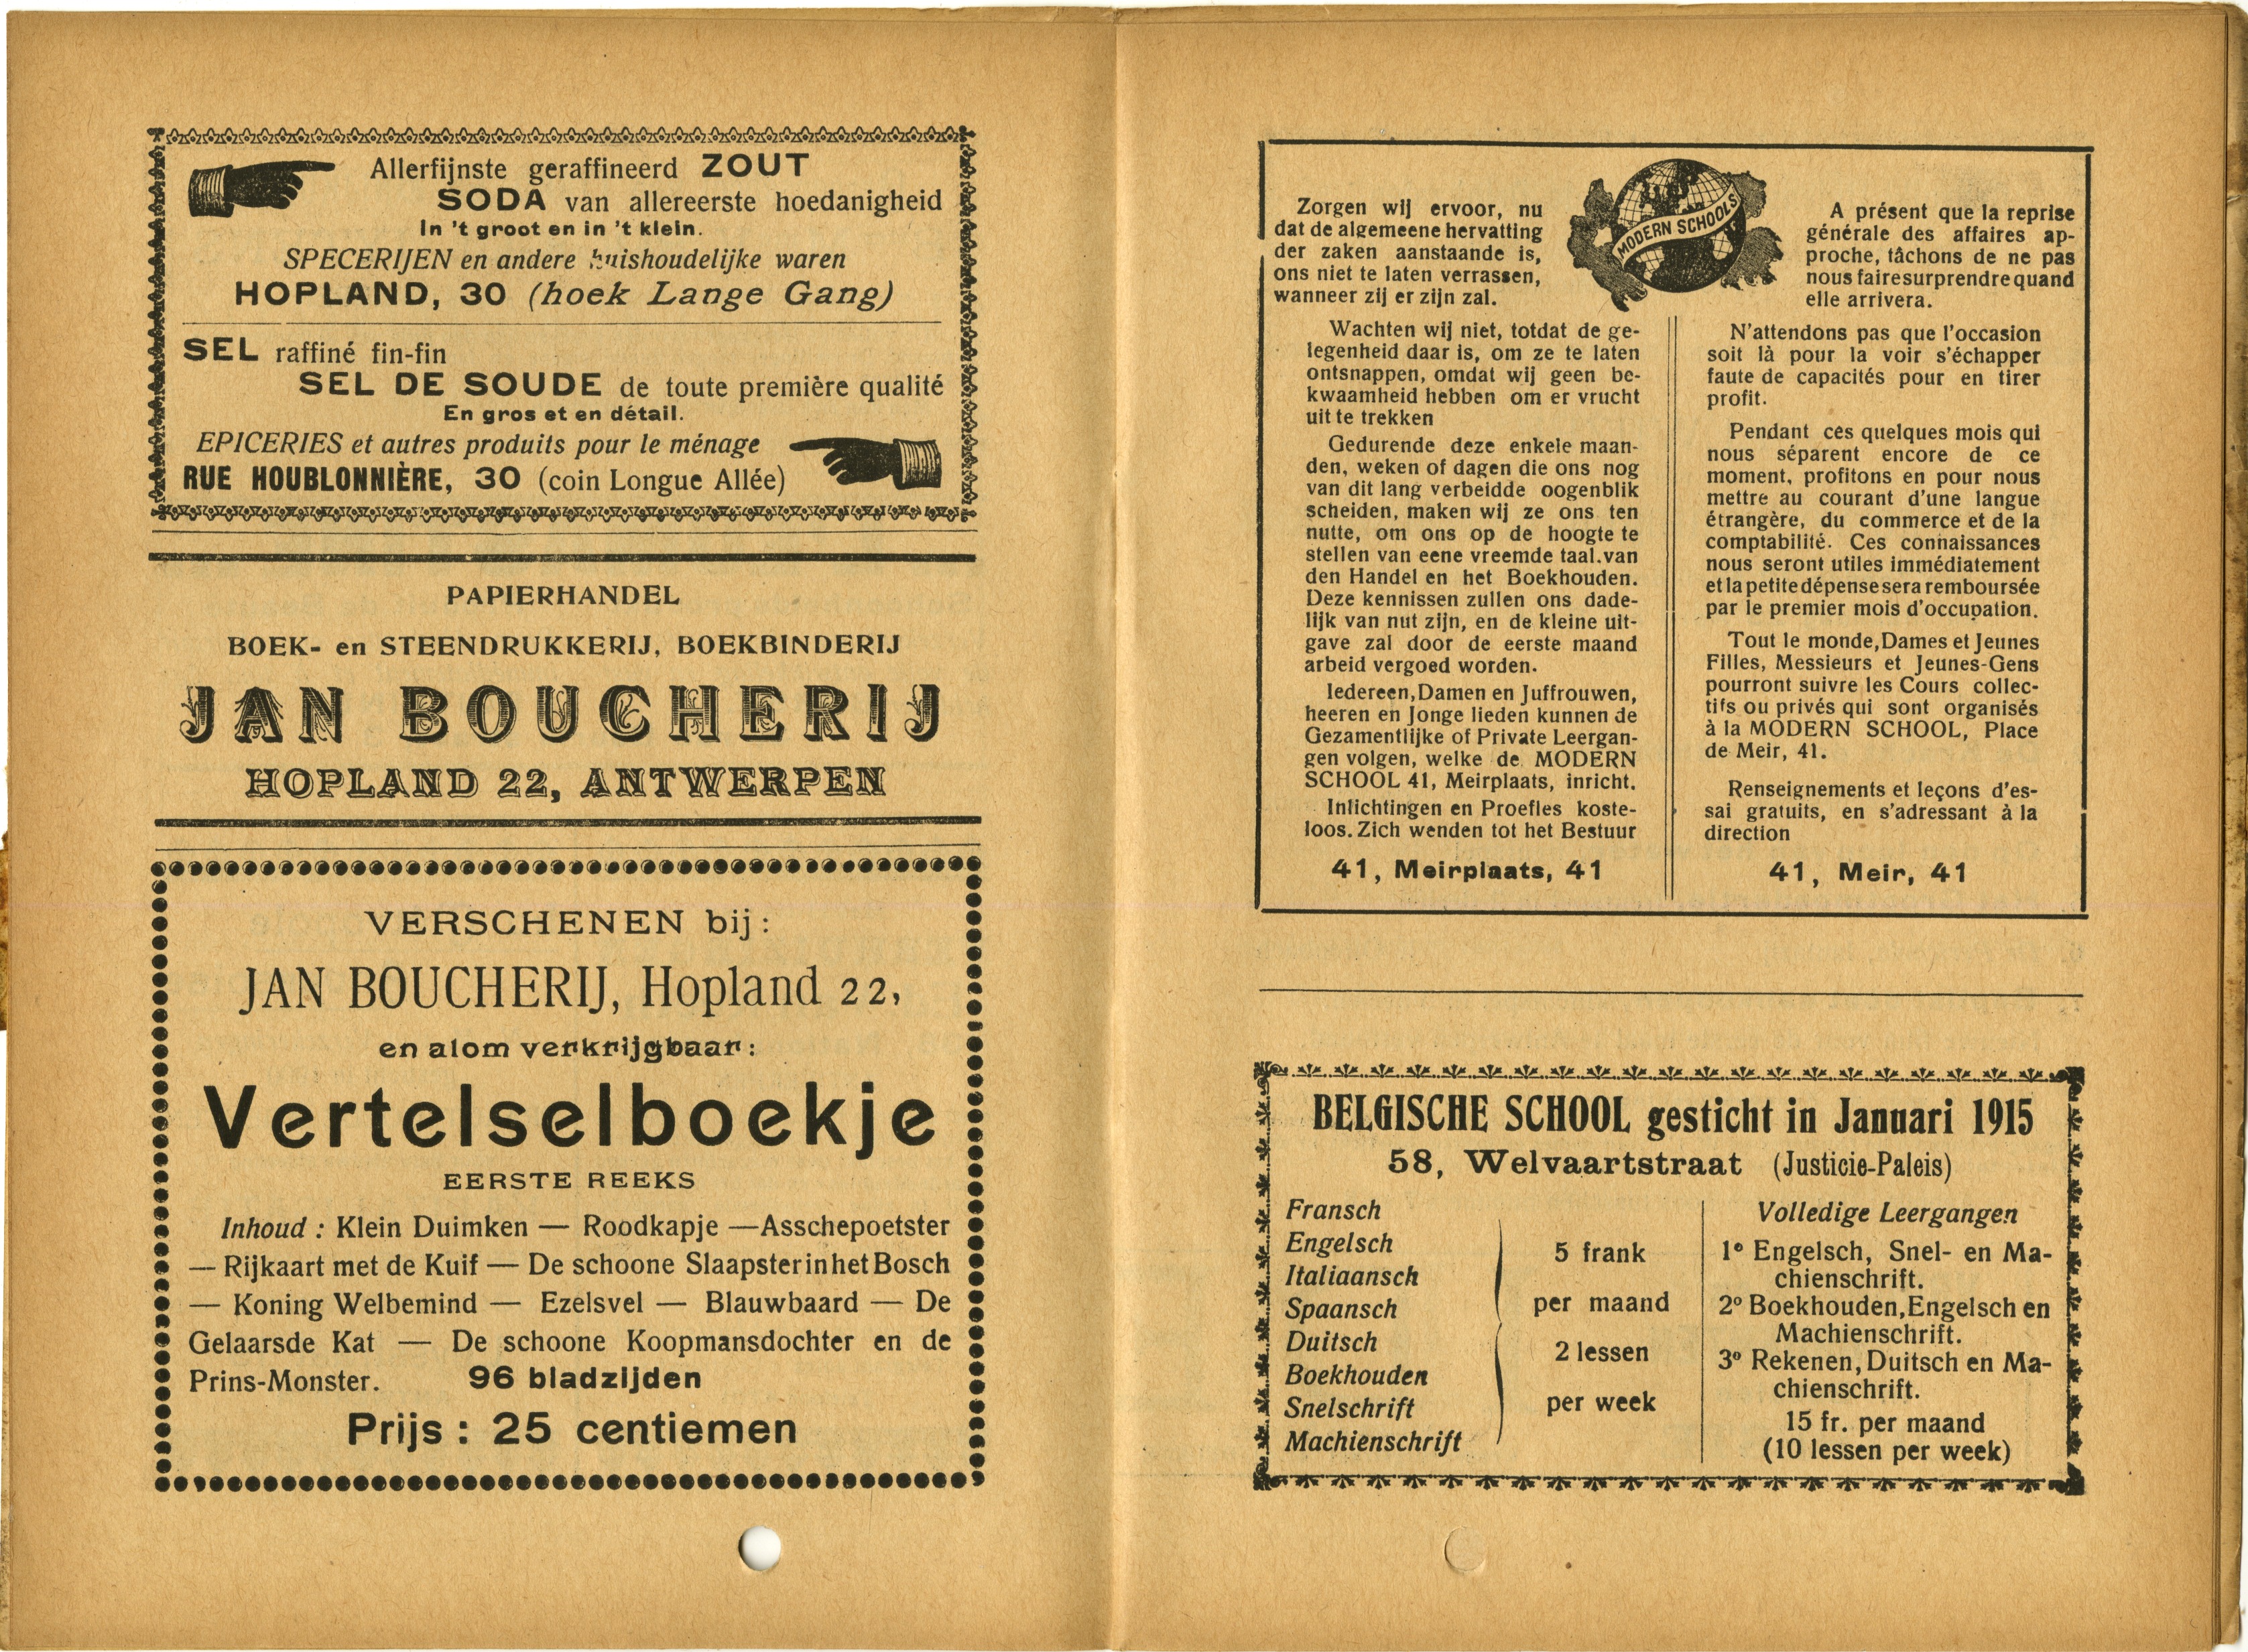 Allerfijnste geraffineerd ZOUT
SODA van allereerste hoedanigheid
In 't groot en in 't klein.
SPECERIJEN en andere huishoudelijke waren
HOPLAND, 30 (hoek Lange Gang)
SEL raffiné fin-fin
SEL DE SOUDE de toute première qualité
En gros et en détail.
EPICERIES et autres produits pour le ménage
RUE HOUBLONNIÈRE, 30 (coin Longue Allée)
PAPIERHANDEL
BOEK- en STEENDRUKKERIJ, BOEKBINDERIJ
JAN BOUCHERIJ
HOPLAND 22, ANTWERPEN
VERSCHENEN bij:
JAN BOUCHERIJ, Hopland 22,
en alom verkrijgbaar:
Vertelselboekje
EERSTE REEKS
Inhoud : Klein Duimken — Roodkapje — Asschepoetster
— Rijkaart met de Kuif — De schoone Slaapster in het Bosch
— Koning Welbemind — Ezelsvel — Blauwbaard — De
Gelaarsde Kat — De schoone Koopmansdochter en de
Prins-Monster. 96 bladzijden
Prijs : 25 centiemen
MODERN SCHOOLS
Zorgen wij ervoor, nu
dat de algemeene hervatting
der zaken aanstaande is,
ons niet te laten verrassen,
wanneer zij er zijn zal.
Wachten wij niet, totdat de ge-
legenheid daar is, om ze te laten
ontsnappen, omdat wij geen be-
kwaamheid hebben om er vrucht
uit te trekken
Gedurende deze enkele maan-
den, weken of dagen die ons nog
van dit lang verbeidde oogenblik
scheiden, maken wij ze ons ten
nutte, om ons op de hoogte te
stellen van eene vreemde taal.van
den Handel en het Boekhouden.
Deze kennissen zullen ons dade-
lijk van nut zijn, en de kleine uit-
gave zal door de eerste maand
arbeid vergoed worden.
Iedereen, Damen en Juffrouwen,
heeren en Jonge lieden kunnen de
Gezamentlijke of Private Leergan-
gen volgen, welke de MODERN
SCHOOL 41, Meirplaats, inricht.
Inlichtingen en Proefles koste-
loos. Zich wenden tot het Bestuur
41, Meirplaats, 41
A présent que la reprise
générale des affaires ap-
proche, tâchons de ne pas
nous faire surprendre quand
elle arrivera.
N'attendons pas que l'occasion
soit là pour la voir s'échapper
faute de capacités pour en tirer
profit.
Pendant ces quelques mois qui
nous séparent encore de ce
moment, profitons en pour nous
mettre au courant d'une langue
étrangère, du commerce et de la
comptabilité. Ces connaissances
nous seront utiles immédiatement
et la petite dépense sera remboursée
par le premier mois d'occupation.
Tout le monde, Dames et Jeunes
Filles, Messieurs et Jeunes-Gens
pourront suivre les Cours collec-
tifs ou privés qui sont organisés
à la MODERN SCHOOL, Place
de Meir, 41.
Renseignements et leçons d'es-
sai gratuits, en s'adressant à la
direction
41, Meir, 41
BELGISCHE SCHOOL gesticht in Januari 1915
58, Welvaartstraat (Justicie-Paleis)
Fransch
Engelsch
Italiaansch
Spaansch
Duitsch
Boekhouden
Snelschrift
Machienschrift
5 frank
per maand
2 lessen
per week
Volledige Leergangen
1º Engelsch, Snel- en Ma-
chienschrift.
2º Boekhouden, Engelsch en
Machienschrift.
3º Rekenen, Duitsch en Ma-
chienschrift.
15 fr. per maand
(10 lessen per week)